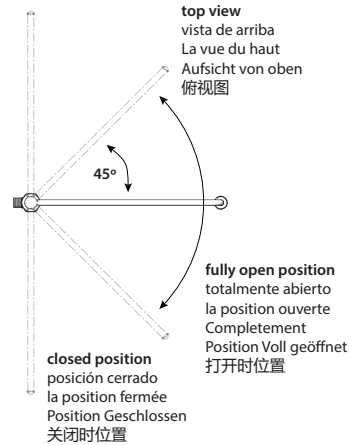 top view
vista de arriba
La vue du haut
Aufsicht von oben
俯视图
45º
fully open position
totalmente abierto
la position ouverte
Completement
Position Voll geöffnet
打开时位置
closed position
posición cerrado
la position fermée
Position Geschlossen
关闭时位置